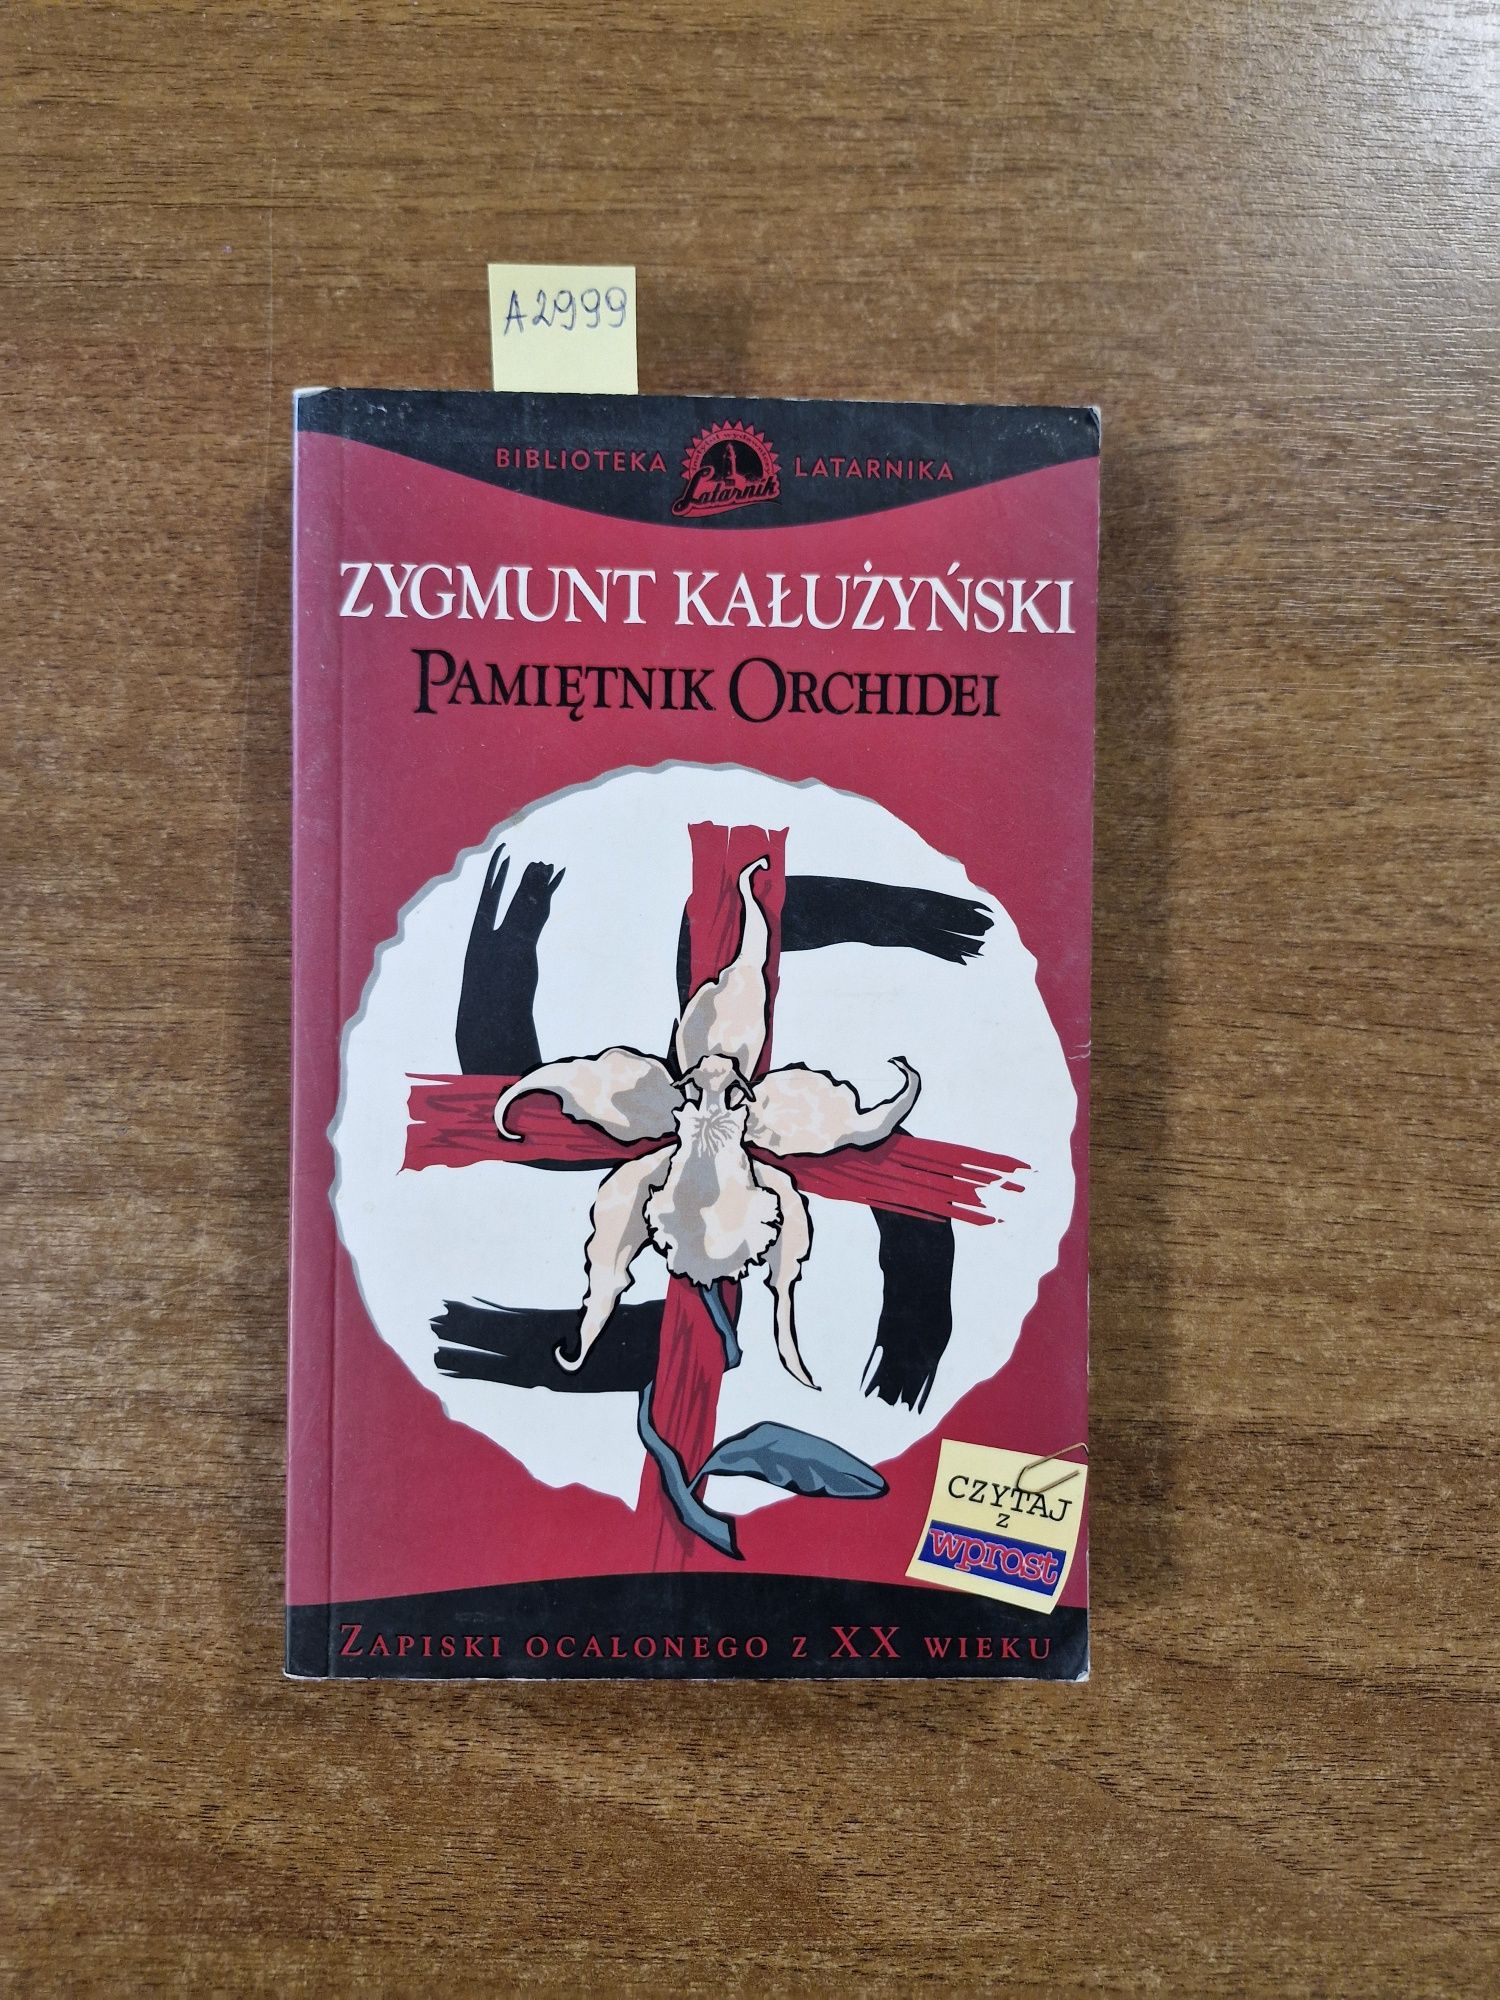 A2999
BIBLIOTEKA Latarnik LATARNIKA
ZYGMUNT KAŁUŻYŃSKI
PAMIĘTNIK ORCHIDEI
CZYTAJ
z
wprost
ZAPISKI OCALONEGO Z XX WIEKU